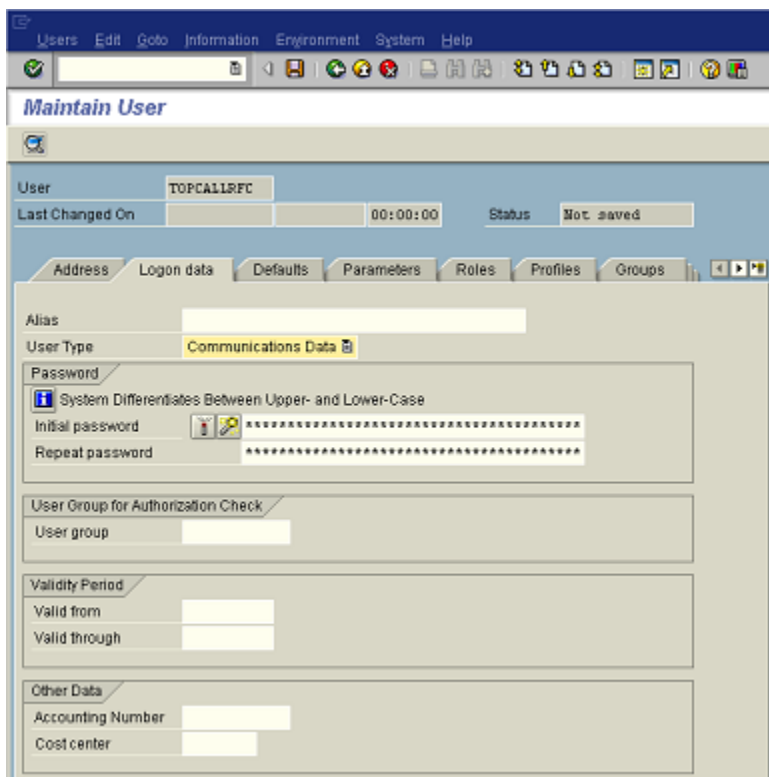 Users Edit Goto Information Environment System Help
Maintain User
User TOPCALLRFC
Last Changed On 00:00:00 Status Not saved
Address Logon data Defaults Parameters Roles Profiles Groups
Alias
User Type Communications Data
Password
System Differentiates Between Upper- and Lower-Case
Initial password ****************************************
Repeat password ****************************************
User Group for Authorization Check
User group
Validity Period
Valid from
Valid through
Other Data
Accounting Number
Cost center